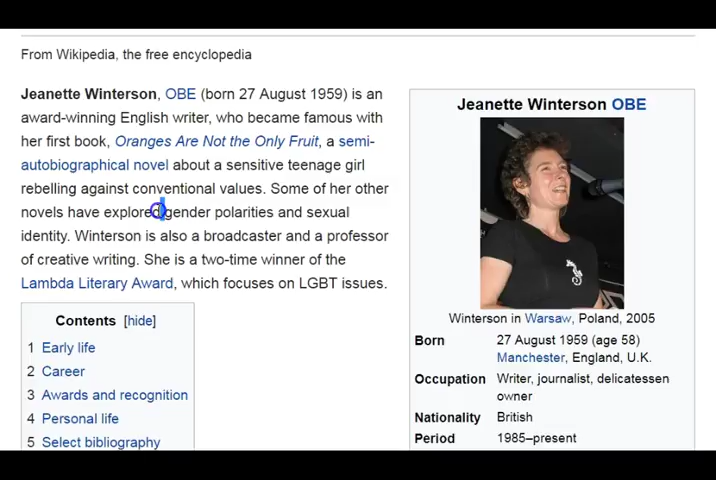 From Wikipedia, the free encyclopedia
Jeanette Winterson, OBE (born 27 August 1959) is an
award-winning English writer, who became famous with
her first book, Oranges Are Not the Only Fruit, a semi-
autobiographical novel about a sensitive teenage girl
rebelling against conventional values. Some of her other
novels have explored gender polarities and sexual
identity. Winterson is also a broadcaster and a professor
of creative writing. She is a two-time winner of the
Lambda Literary Award, which focuses on LGBT issues.
Contents [hide]
1 Early life
2 Career
3 Awards and recognition
4 Personal life
5 Select bibliography
Jeanette Winterson OBE
Winterson in Warsaw, Poland, 2005
Born 27 August 1959 (age 58)
Manchester, England, U.K.
Occupation Writer, journalist, delicatessen
owner
Nationality British
Period 1985–present